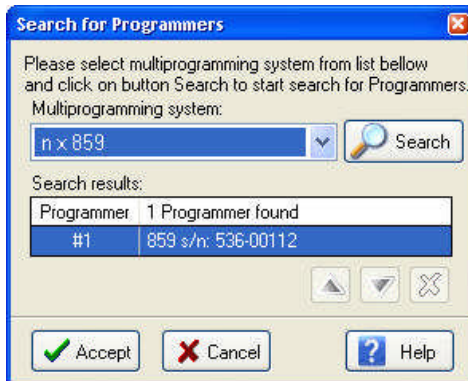 Search for Programmers
Please select multiprogramming system from list bellow
and click on button Search to start search for Programmers.
Multiprogramming system:
n x 859
Search
Search results:
Programmer 1 Programmer found
#1 859 s/n: 536-00112
Accept Cancel Help